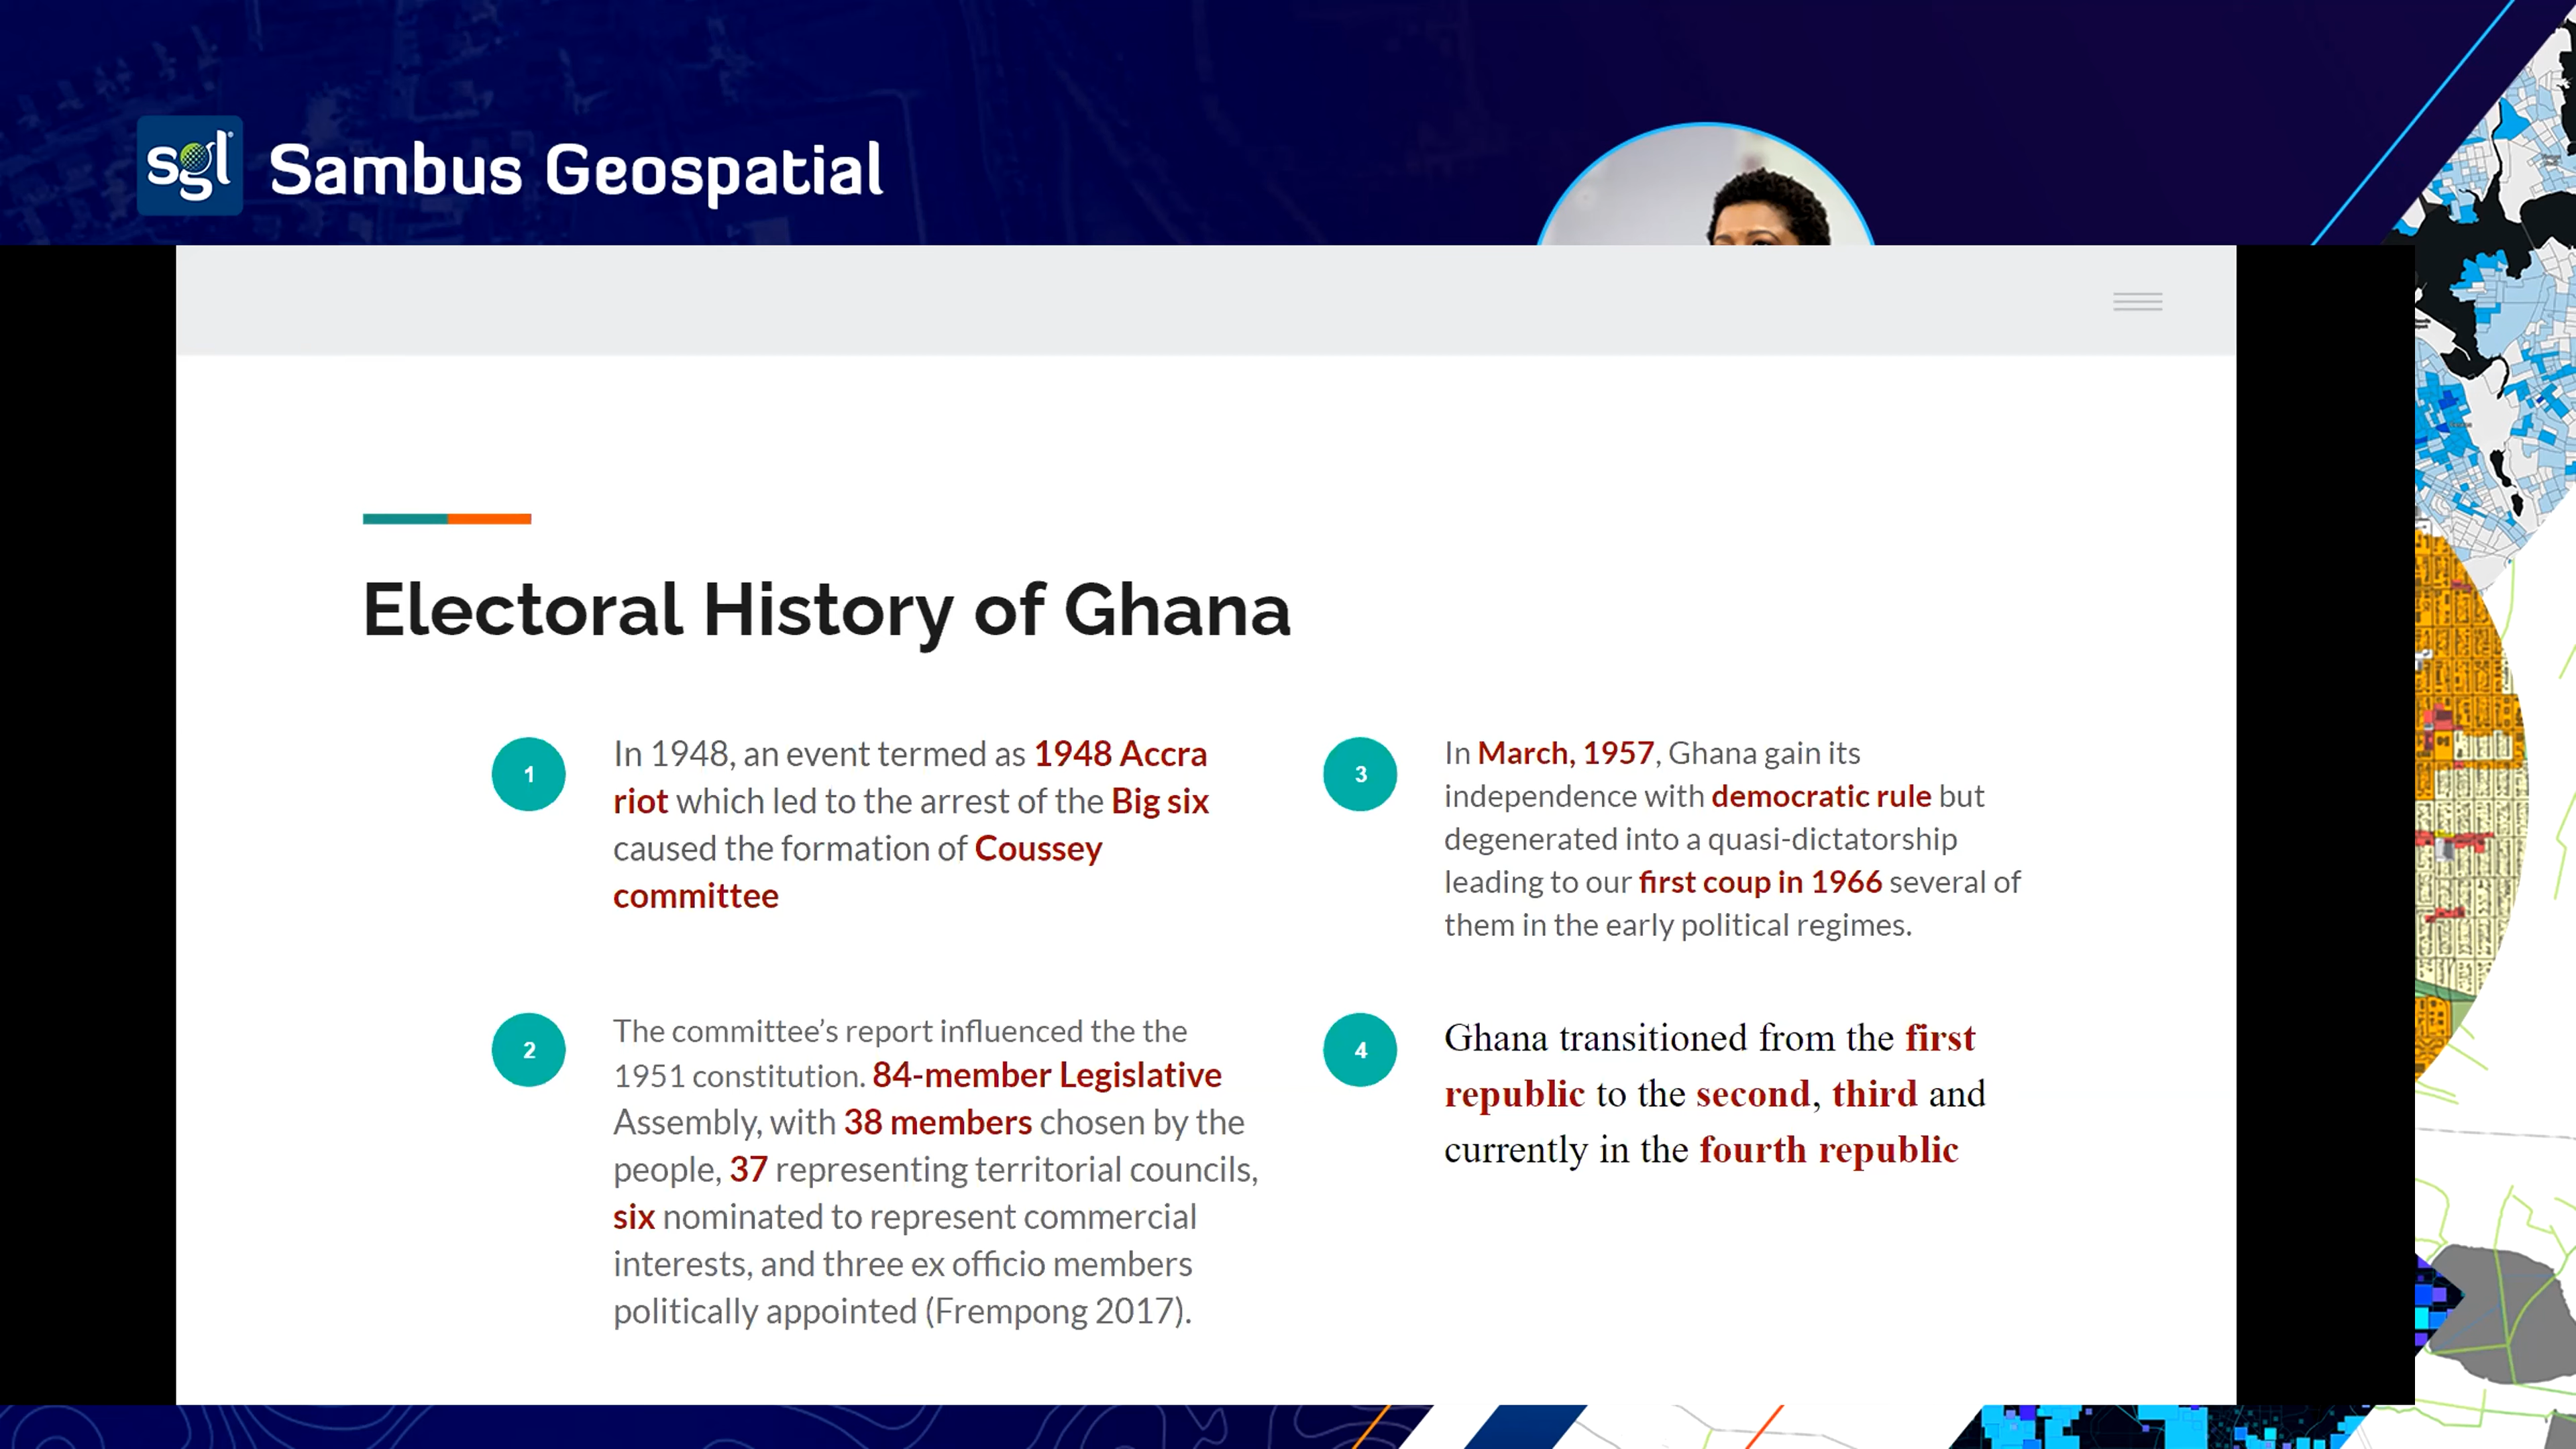 sgl
Sambus Geospatial
Electoral History of Ghana
1
In 1948, an event termed as 1948 Accra
riot which led to the arrest of the Big six
caused the formation of Coussey
committee
2
The committee's report influenced the the
1951 constitution. 84-member Legislative
Assembly, with 38 members chosen by the
people, 37 representing territorial councils,
six nominated to represent commercial
interests, and three ex officio members
politically appointed (Frempong 2017).
3
In March, 1957, Ghana gain its
independence with democratic rule but
degenerated into a quasi-dictatorship
leading to our first coup in 1966 several of
them in the early political regimes.
4
Ghana transitioned from the first
republic to the second, third and
currently in the fourth republic